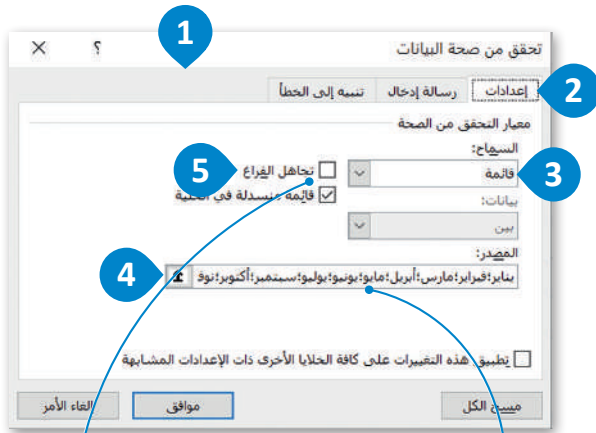 1
تحقق من صحة البيانات ؟ ×
إعدادات رسالة إدخال تنبيه إلى الخطأ 2
معيار التحقق من الصحة
السماح:
3 قائمة تجاهل الفراغ 5
قائمة منسدلة في الخلية
بيانات:
بين
المصدر:
يناير؛فبراير؛مارس؛أبريل؛مايو؛يونيو؛يوليو؛سبتمبر؛أكتوبر؛نوف 4
تطبيق هذه التغييرات على كافة الخلايا الأخرى ذات الإعدادات المشابهة
مسح الكل موافق إلغاء الأمر